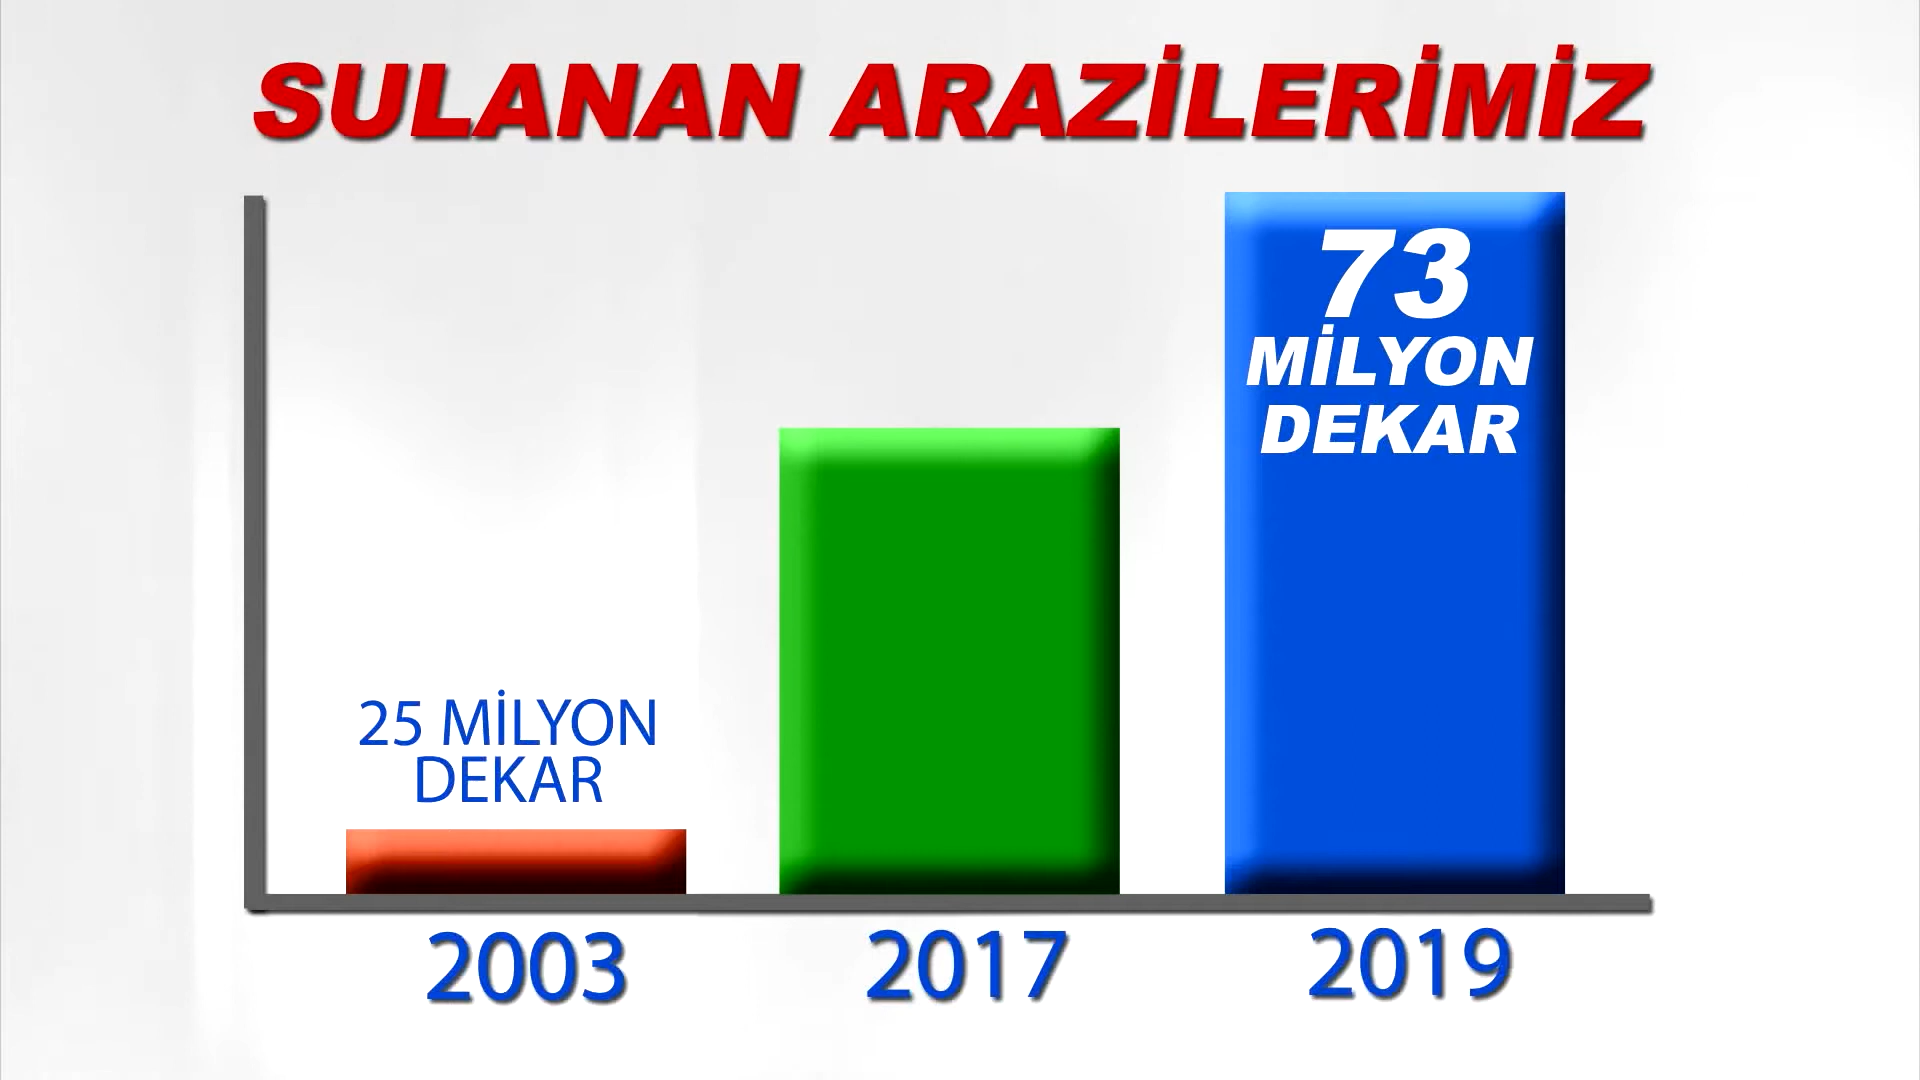 SULANAN ARAZİLERİMİZ
73
MİLYON
DEKAR
25 MİLYON
DEKAR
2003
2017
2019